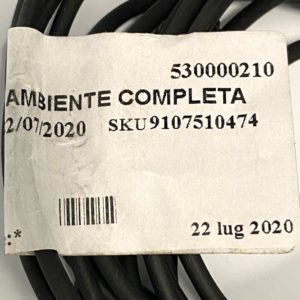 530000210
AMBIENTE COMPLETA
2/07/2020 SKU9107510474
22 lug 2020
:*